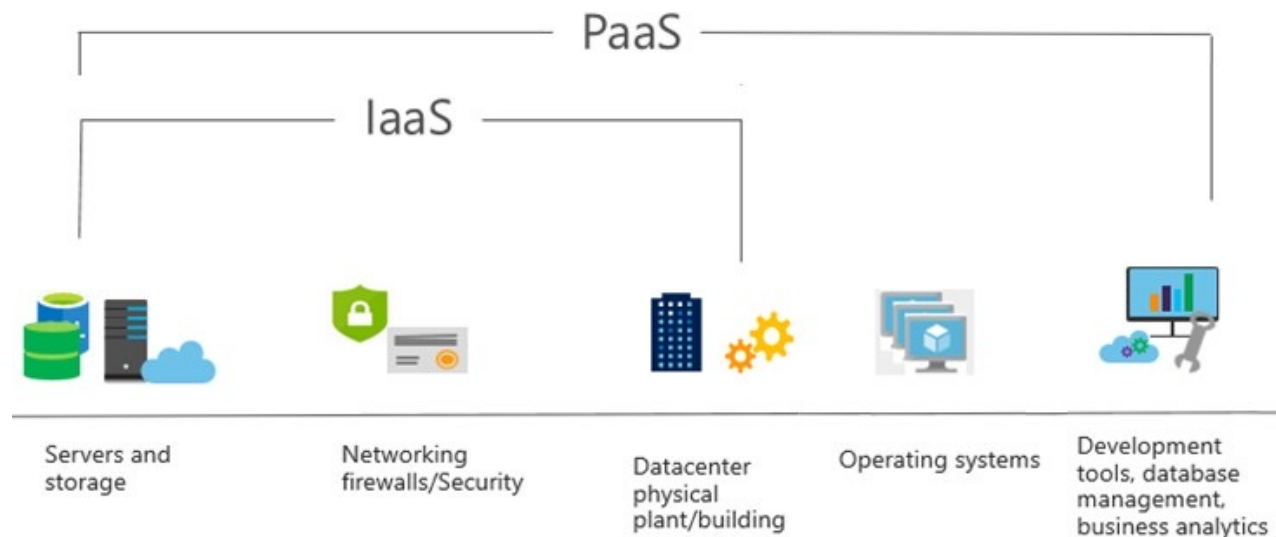 PaaS
IaaS
Servers and
storage
Networking
firewalls/Security
Datacenter
physical
plant/building
Operating systems
Development
tools, database
management,
business analytics